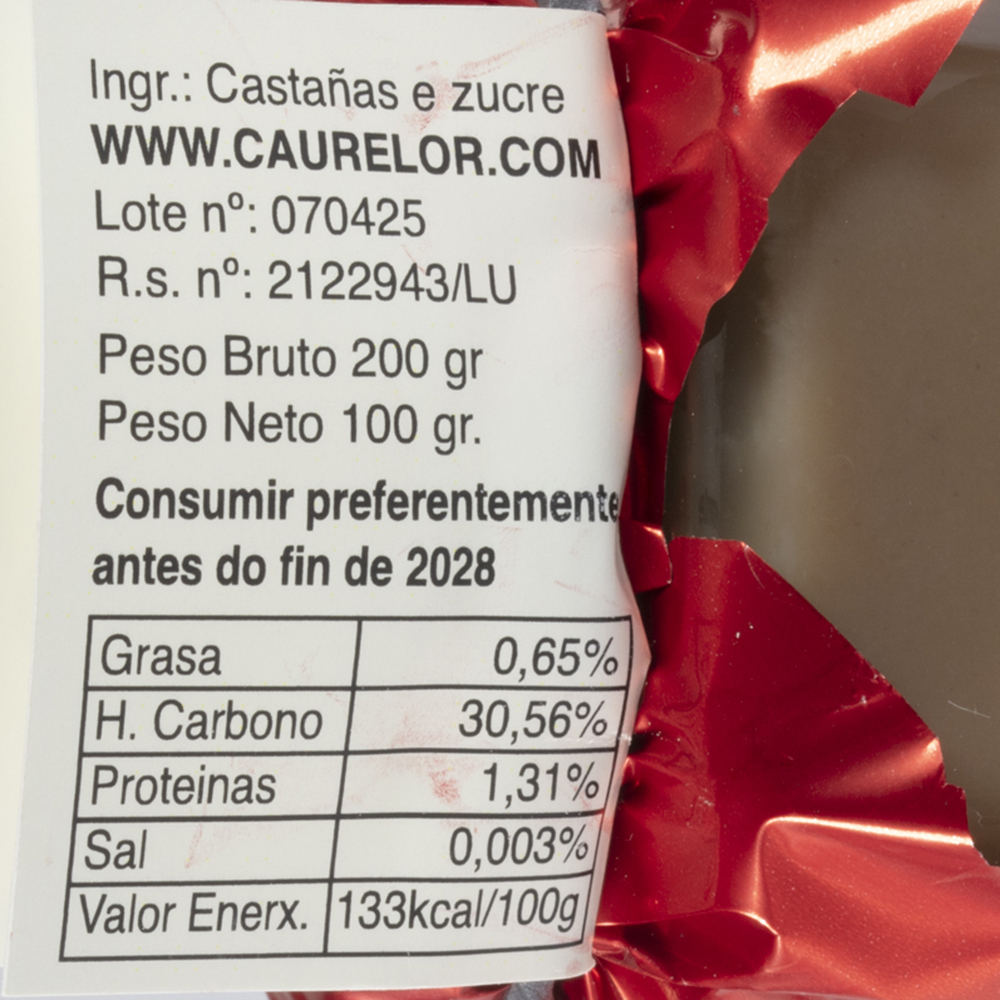 Ingr.: Castañas e zucre
WWW.CAURELOR.COM
Lote nº: 070425
R.s. nº: 2122943/LU
Peso Bruto 200 gr
Peso Neto 100 gr.
Consumir preferentemente
antes do fin de 2028
Grasa 0,65%
H. Carbono 30,56%
Proteinas 1,31%
Sal 0,003%
Valor Enerx. 133kcal/100g